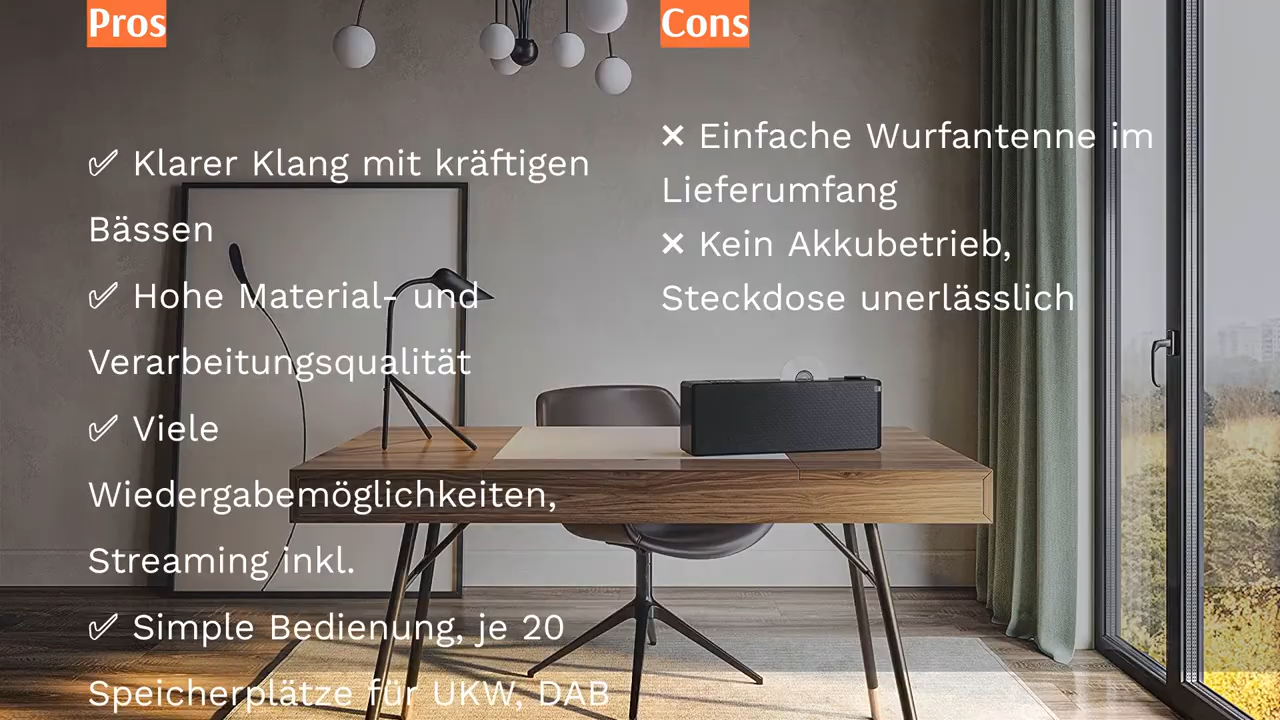 Pros
✅ Klarer Klang mit kräftigen
Bässen
✅ Hohe Material- und
Verarbeitungsqualität
✅ Viele
Wiedergabemöglichkeiten,
Streaming inkl.
✅ Simple Bedienung, je 20
Speicherplätze für UKW, DAB
Cons
❌ Einfache Wurfantenne im
Lieferumfang
❌ Kein Akkubetrieb,
Steckdose unerlässlich